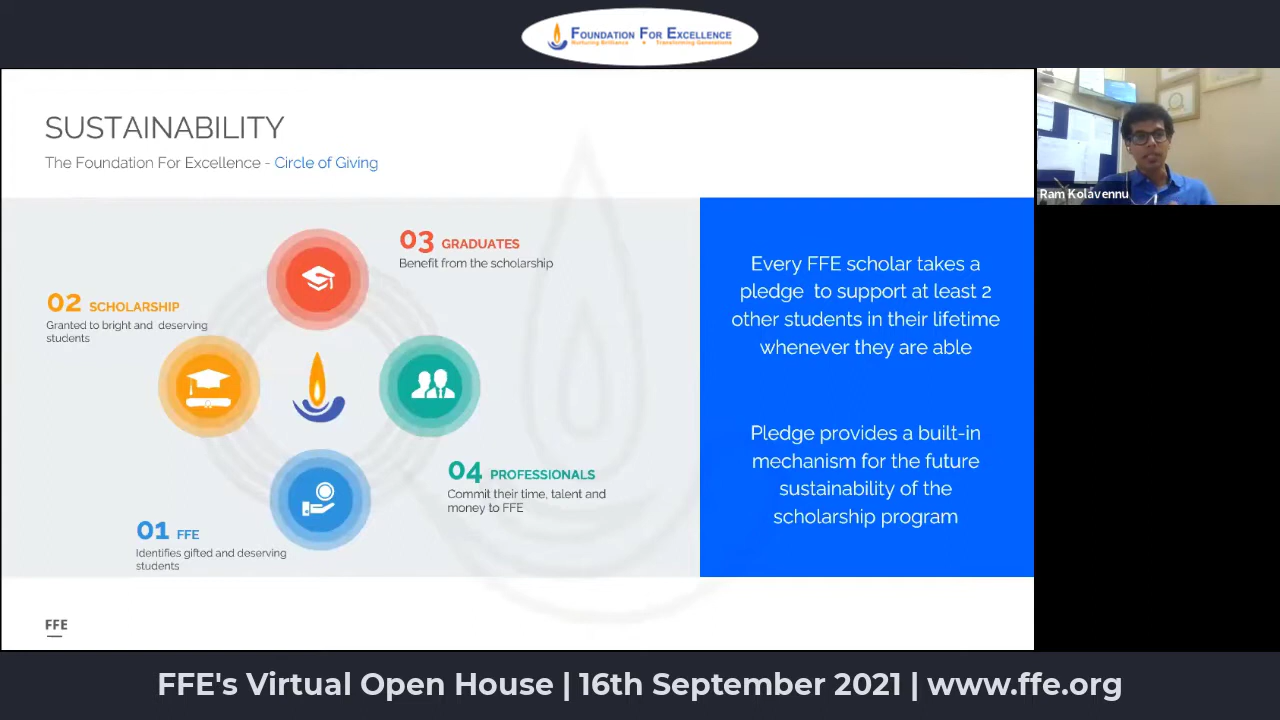 FOUNDATION FOR EXCELLENCE
Nurturing Brilliance • Transforming Generations
SUSTAINABILITY
The Foundation For Excellence - Circle of Giving
03 GRADUATES
Benefit from the scholarship
02 SCHOLARSHIP
Granted to bright and deserving
students
04 PROFESSIONALS
Commit their time, talent and
money to FFE
01 FFE
Identifies gifted and deserving
students
Every FFE scholar takes a
pledge to support at least 2
other students in their lifetime
whenever they are able
Pledge provides a built-in
mechanism for the future
sustainability of the
scholarship program
FFE
Ram Kolavennu
FFE's Virtual Open House | 16th September 2021 | www.ffe.org